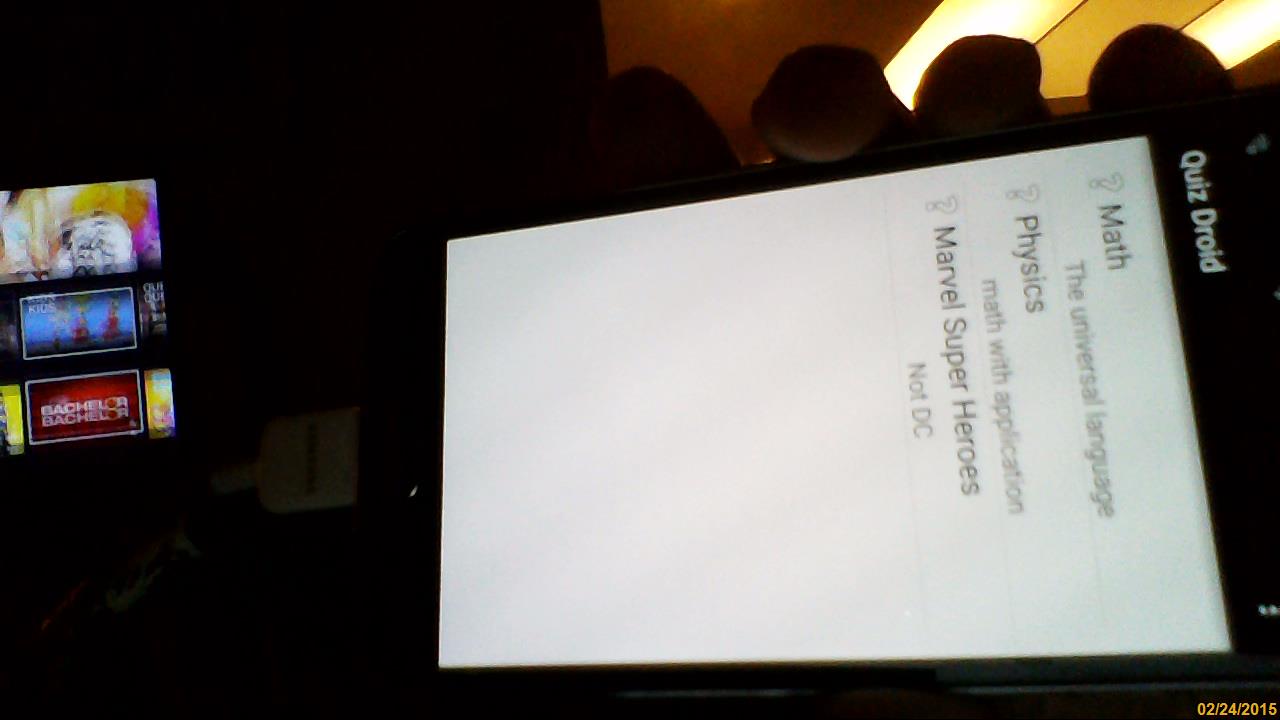 Quiz Droid
Math
The universal language
Physics
math with application
Marvel Super Heroes
Not DC
KIDS
BACHELOR
BACHELOR
02/24/2015